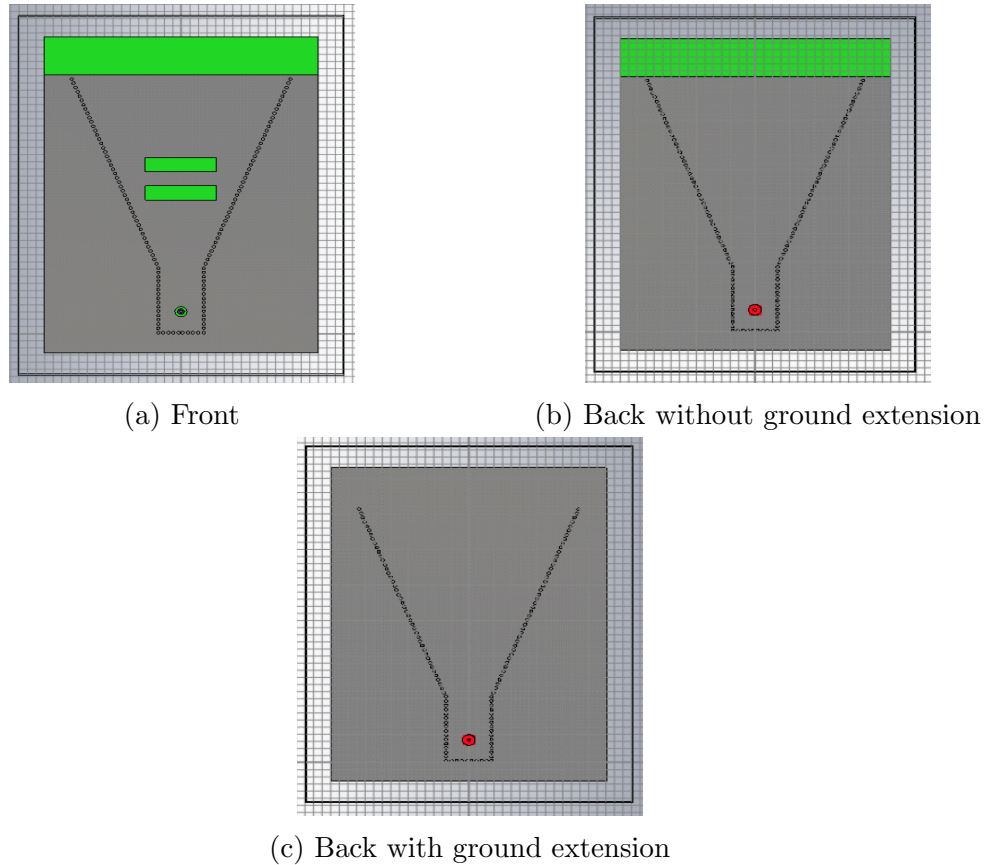 (a) Front
(b) Back without ground extension
(c) Back with ground extension